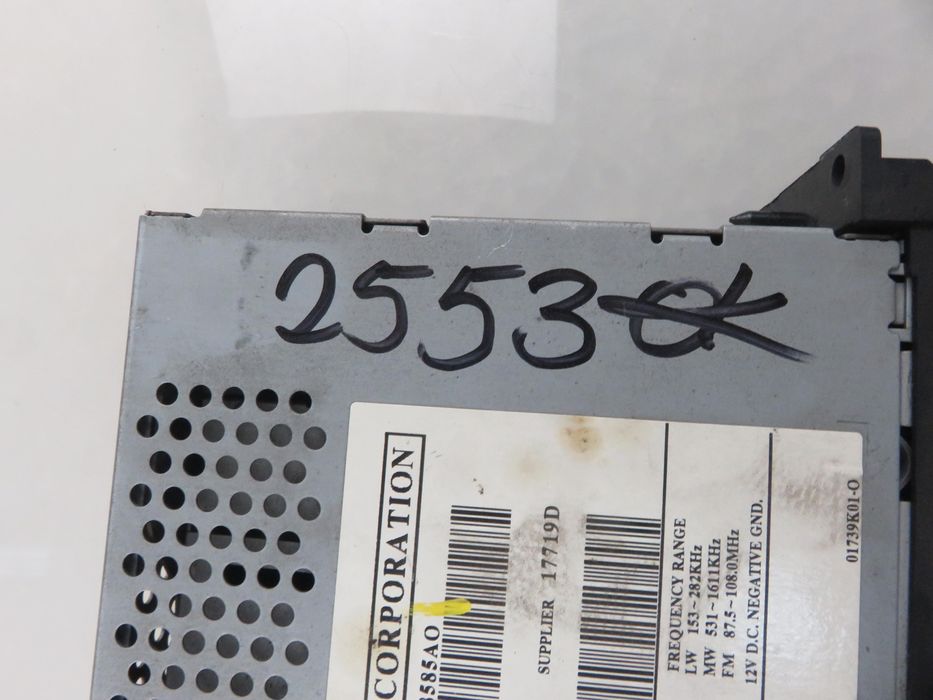 2553
CORPORATION
3585AO
SUPPLIER 17719D
FREQUENCY RANGE
LW 153~282KHz
MW 531~1611KHz
FM 87.5~108.0MHz
12V D.C. NEGATIVE GND.
01739K01-O